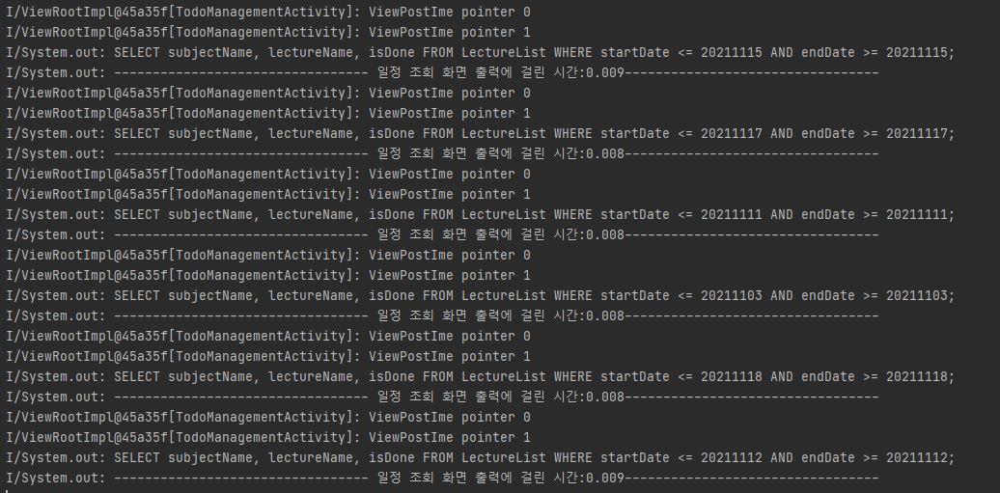 I/ViewRootImpl@45a35f[TodoManagementActivity]: ViewPostIme pointer 0
I/ViewRootImpl@45a35f[TodoManagementActivity]: ViewPostIme pointer 1
I/System.out: SELECT subjectName, lectureName, isDone FROM LectureList WHERE startDate <= 20211115 AND endDate >= 20211115;
I/System.out: --------------------------------- 일정 조회 화면 출력에 걸린 시간:0.009---------------------------------
I/ViewRootImpl@45a35f[TodoManagementActivity]: ViewPostIme pointer 0
I/ViewRootImpl@45a35f[TodoManagementActivity]: ViewPostIme pointer 1
I/System.out: SELECT subjectName, lectureName, isDone FROM LectureList WHERE startDate <= 20211117 AND endDate >= 20211117;
I/System.out: --------------------------------- 일정 조회 화면 출력에 걸린 시간:0.008---------------------------------
I/ViewRootImpl@45a35f[TodoManagementActivity]: ViewPostIme pointer 0
I/ViewRootImpl@45a35f[TodoManagementActivity]: ViewPostIme pointer 1
I/System.out: SELECT subjectName, lectureName, isDone FROM LectureList WHERE startDate <= 20211111 AND endDate >= 20211111;
I/System.out: --------------------------------- 일정 조회 화면 출력에 걸린 시간:0.008---------------------------------
I/ViewRootImpl@45a35f[TodoManagementActivity]: ViewPostIme pointer 0
I/ViewRootImpl@45a35f[TodoManagementActivity]: ViewPostIme pointer 1
I/System.out: SELECT subjectName, lectureName, isDone FROM LectureList WHERE startDate <= 20211103 AND endDate >= 20211103;
I/System.out: --------------------------------- 일정 조회 화면 출력에 걸린 시간:0.008---------------------------------
I/ViewRootImpl@45a35f[TodoManagementActivity]: ViewPostIme pointer 0
I/ViewRootImpl@45a35f[TodoManagementActivity]: ViewPostIme pointer 1
I/System.out: SELECT subjectName, lectureName, isDone FROM LectureList WHERE startDate <= 20211118 AND endDate >= 20211118;
I/System.out: --------------------------------- 일정 조회 화면 출력에 걸린 시간:0.008---------------------------------
I/ViewRootImpl@45a35f[TodoManagementActivity]: ViewPostIme pointer 0
I/ViewRootImpl@45a35f[TodoManagementActivity]: ViewPostIme pointer 1
I/System.out: SELECT subjectName, lectureName, isDone FROM LectureList WHERE startDate <= 20211112 AND endDate >= 20211112;
I/System.out: --------------------------------- 일정 조회 화면 출력에 걸린 시간:0.009---------------------------------